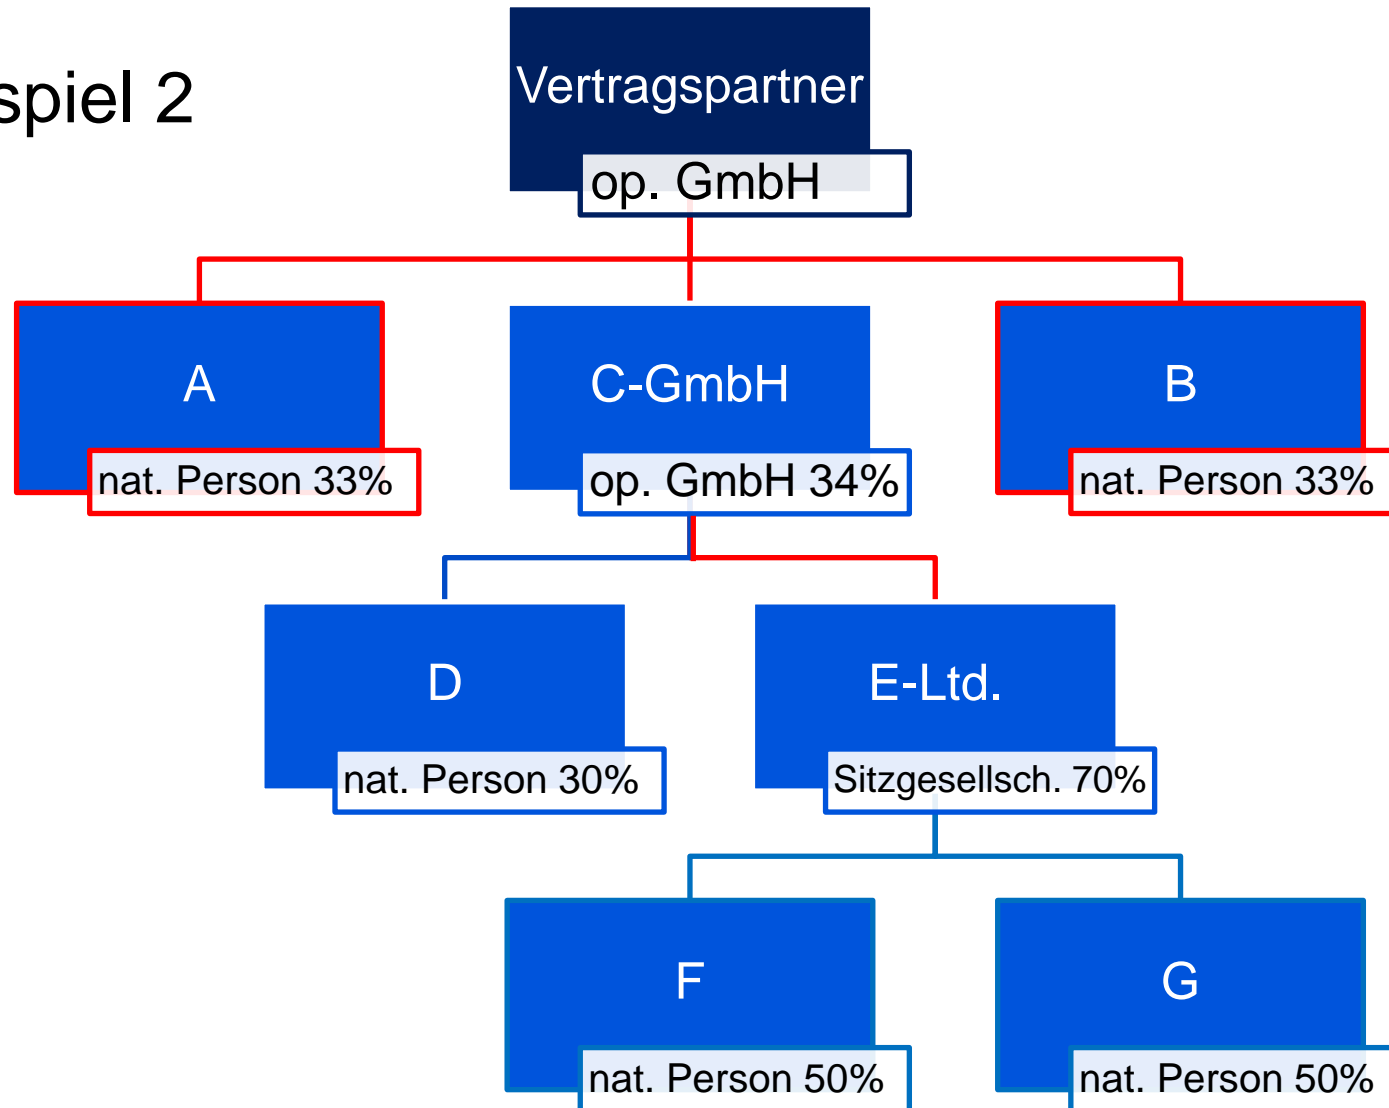 spiel 2
Vertragspartner
op. GmbH
A
nat. Person 33%
C-GmbH
op. GmbH 34%
B
nat. Person 33%
D
nat. Person 30%
E-Ltd.
Sitzgesellsch. 70%
F
nat. Person 50%
G
nat. Person 50%